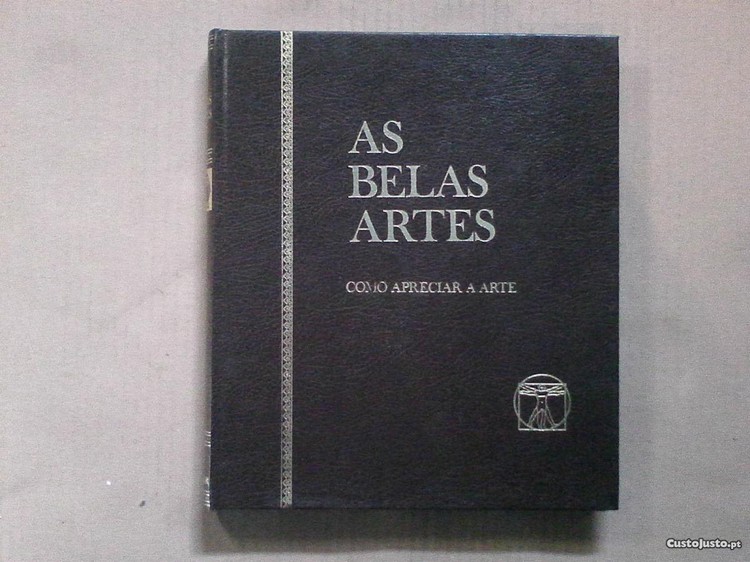 AS
BELAS
ARTES
COMO APRECIAR A ARTE
CustoJusto.pt